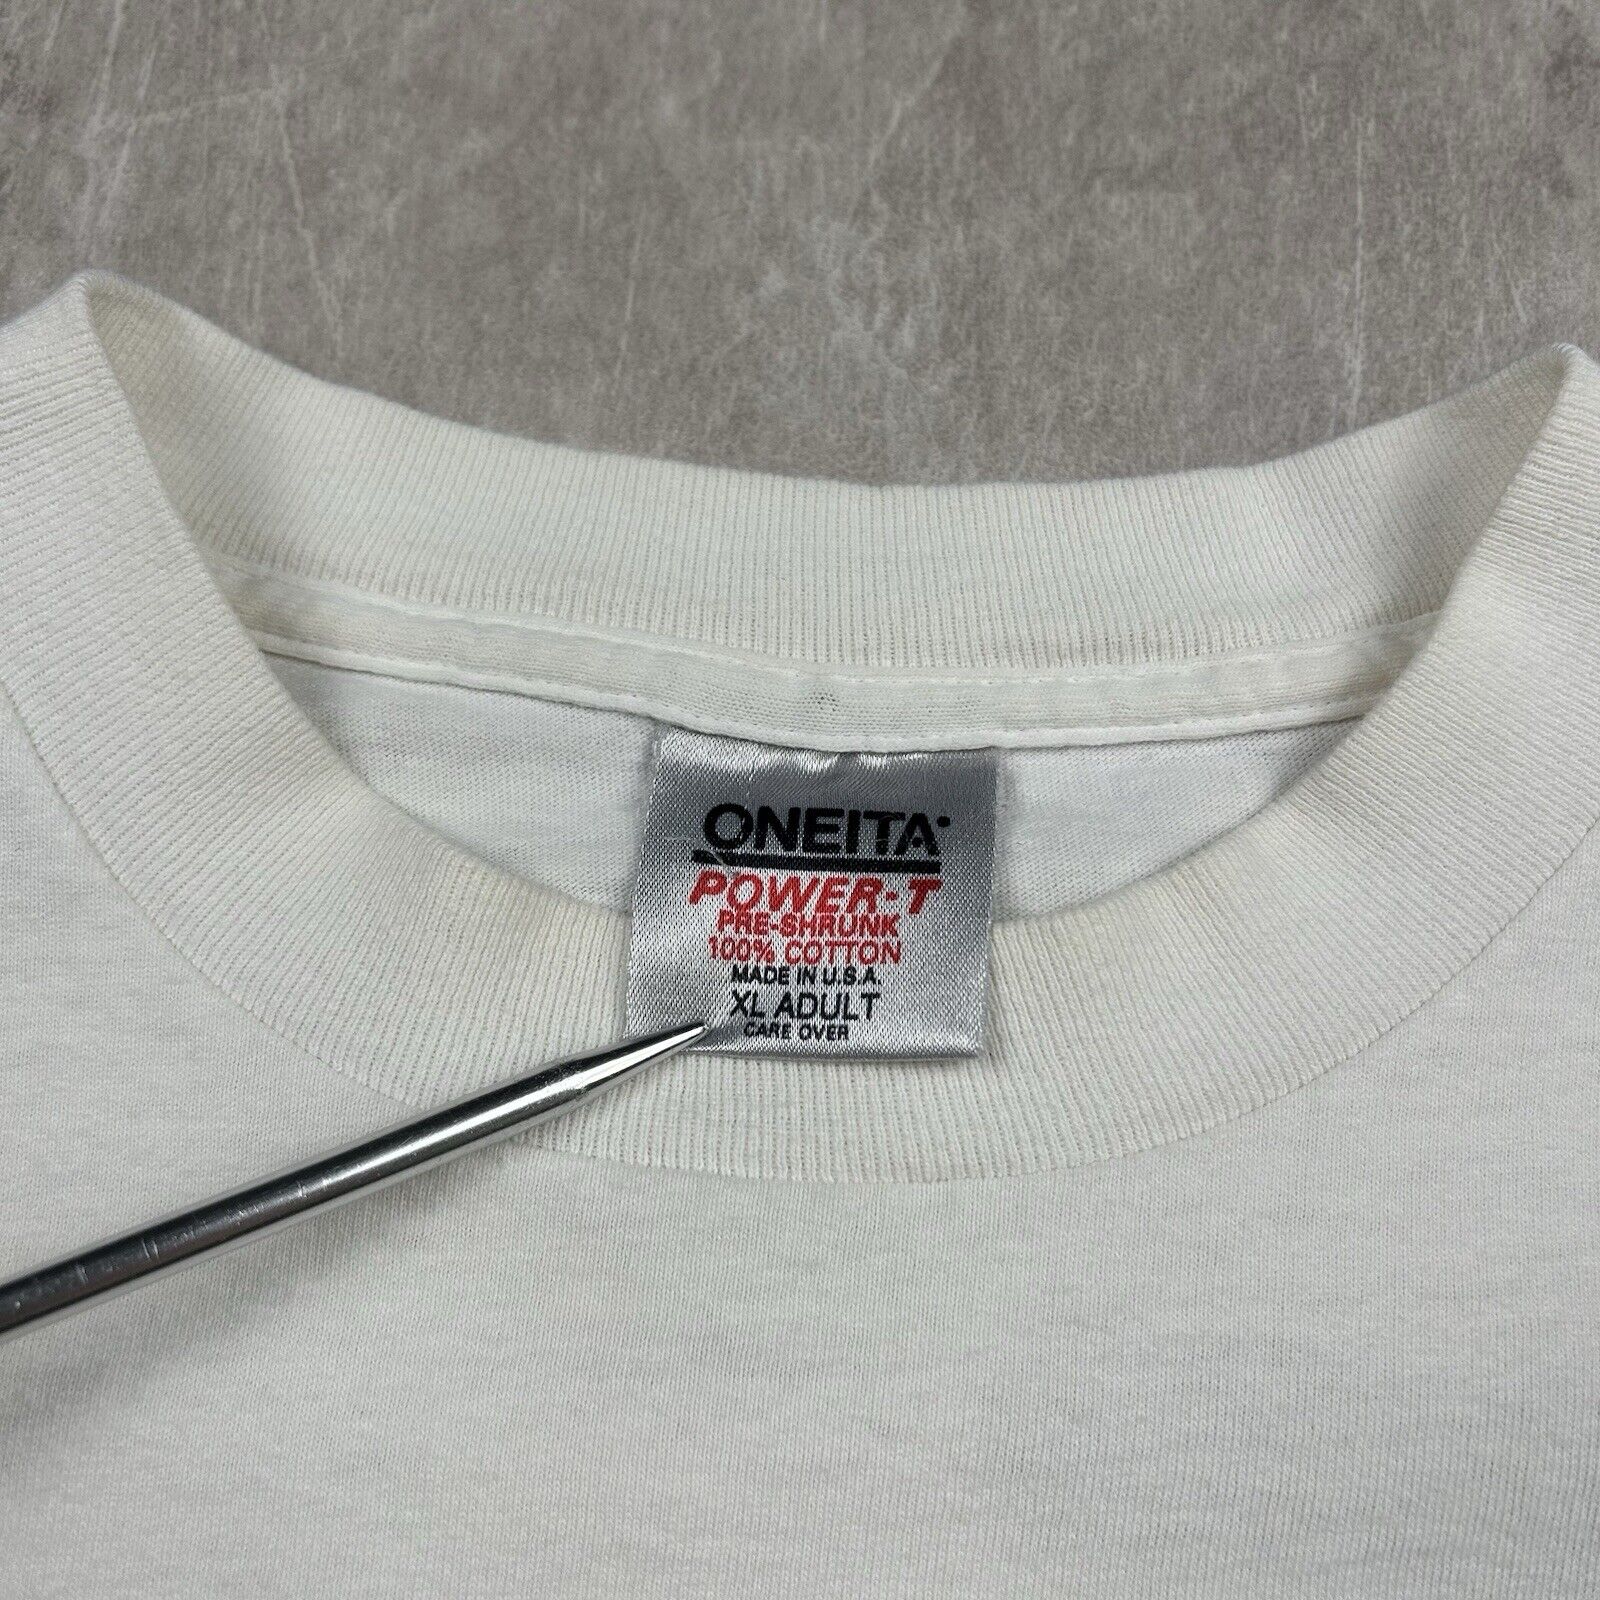 ONEITA
POWER-T
PRE-SHRUNK
100% COTTON
MADE IN U.S.A.
XL ADULT
CARE OVER